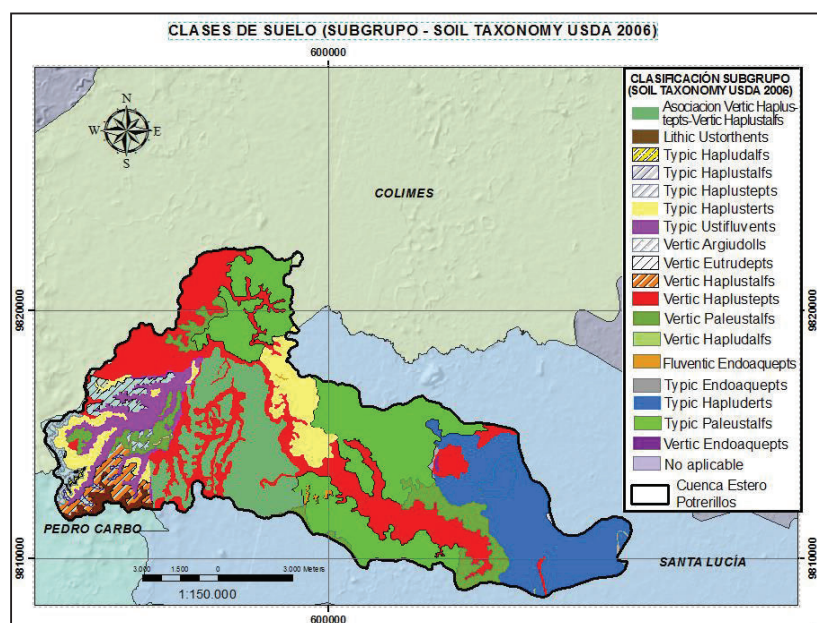 CLASES DE SUELO (SUBGRUPO - SOIL TAXONOMY USDA 2006)
600000
N
W E
S
COLIMES
9820000
9820000
CLASIFICACIÓN SUBGRUPO
(SOIL TAXONOMY USDA 2006)
Asociacion Vertic Haplus-
tepts-Vertic Haplustalfs
Lithic Ustorthents
Typic Hapludalfs
Typic Haplustalfs
Typic Haplustepts
Typic Haplusterts
Typic Ustifluvents
Vertic Argiudolls
Vertic Eutrudepts
Vertic Haplustalfs
Vertic Haplustepts
Vertic Paleustalfs
Vertic Hapludalfs
Fluventic Endoaquepts
Typic Endoaquepts
Typic Hapluderts
Typic Paleustalfs
Vertic Endoaquepts
No aplicable
Cuenca Estero
Potrerillos
PEDRO CARBO
SANTA LUCÍA
9810000
9810000
3.000 1.500 0 3.000 Meters
1:150.000
600000